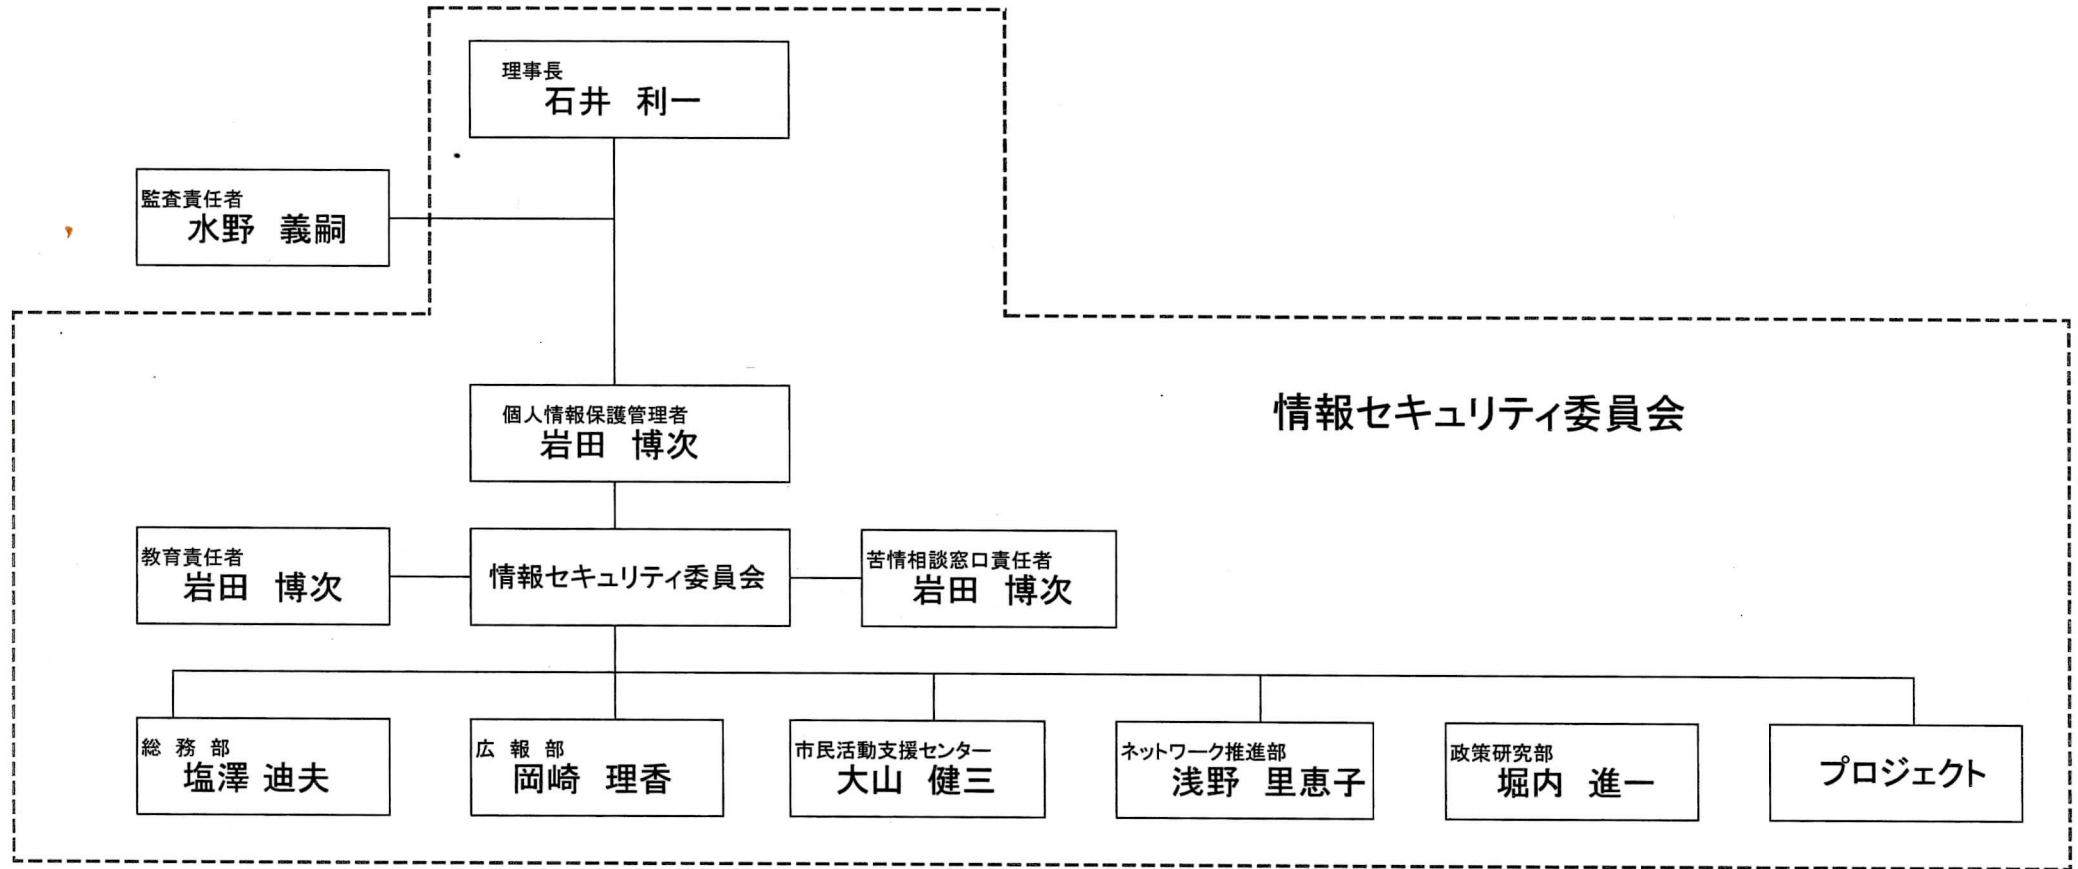 理事長
石井 利一
監査責任者
水野 義嗣
個人情報保護管理者
岩田 博次
情報セキュリティ委員会
教育責任者
岩田 博次
情報セキュリティ委員会
苦情相談窓口責任者
岩田 博次
総 務 部
塩澤 迪夫
広 報 部
岡崎 理香
市民活動支援センター
大山 健三
ネットワーク推進部
浅野 里恵子
政策研究部
堀内 進一
プロジェクト